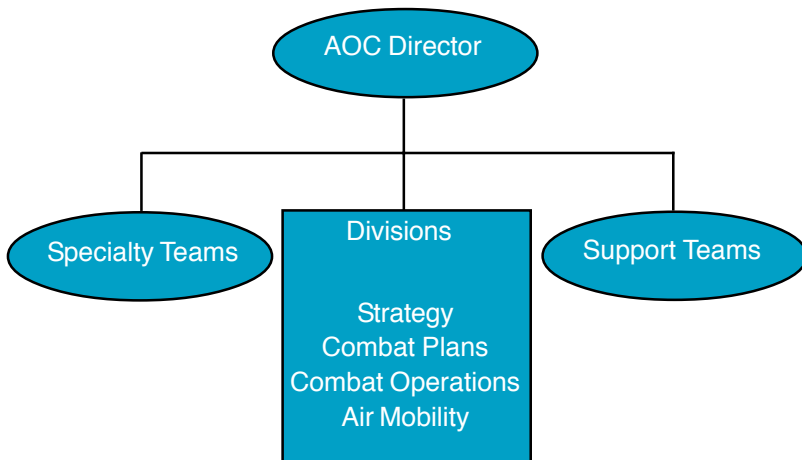 AOC Director
Specialty Teams
Divisions
Strategy
Combat Plans
Combat Operations
Air Mobility
Support Teams